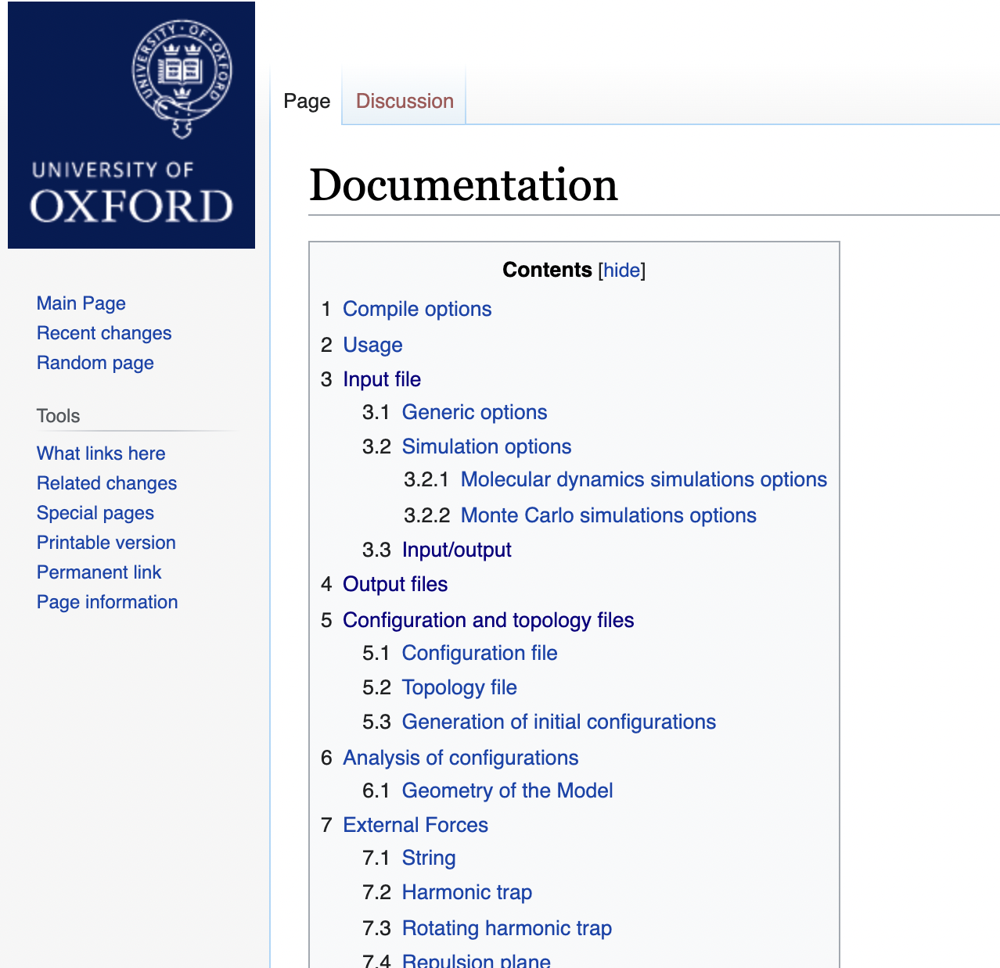 UNIVERSITY · OF · OXFORD
UNIVERSITY OF
OXFORD
Main Page
Recent changes
Random page
Tools
What links here
Related changes
Special pages
Printable version
Permanent link
Page information
Page
Discussion
Documentation
Contents [hide]
1 Compile options
2 Usage
3 Input file
3.1 Generic options
3.2 Simulation options
3.2.1 Molecular dynamics simulations options
3.2.2 Monte Carlo simulations options
3.3 Input/output
4 Output files
5 Configuration and topology files
5.1 Configuration file
5.2 Topology file
5.3 Generation of initial configurations
6 Analysis of configurations
6.1 Geometry of the Model
7 External Forces
7.1 String
7.2 Harmonic trap
7.3 Rotating harmonic trap
7.4 Repulsion plane